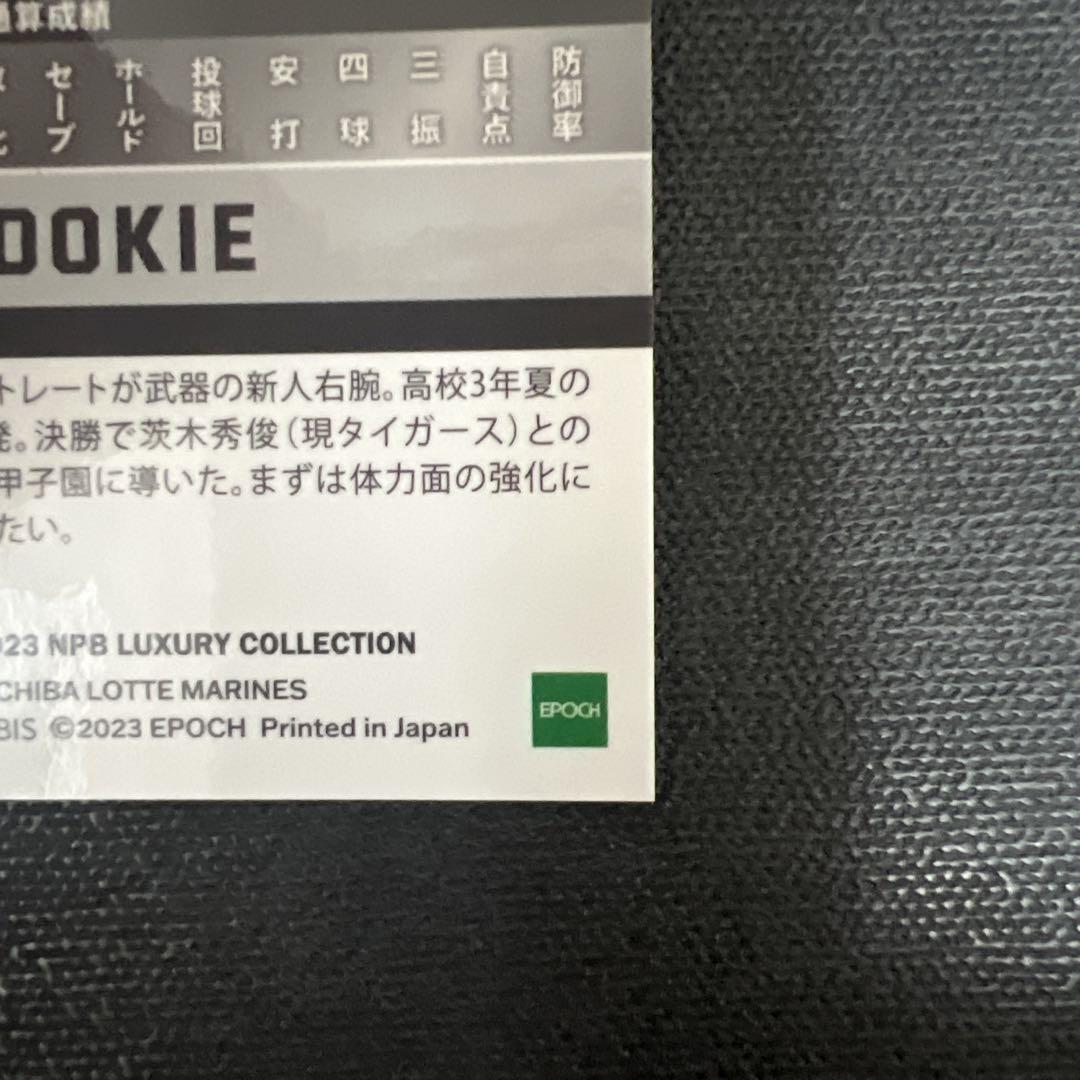 通算成績
セーブ ホールド 投球回 安打 四球 三振 自責点 防御率
OOKIE
トレートが武器の新人右腕。高校3年夏の
発。決勝で茨木秀俊(現タイガース)との
甲子園に導いた。まずは体力面の強化に
たい。
023 NPB LUXURY COLLECTION
CHIBA LOTTE MARINES
BIS ©2023 EPOCH Printed in Japan
EPOCH